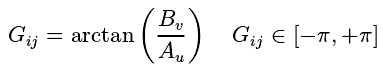 G_{ij} = \arctan\left(\frac{B_v}{A_u}\right) \quad G_{ij} \in [-\pi, +\pi]